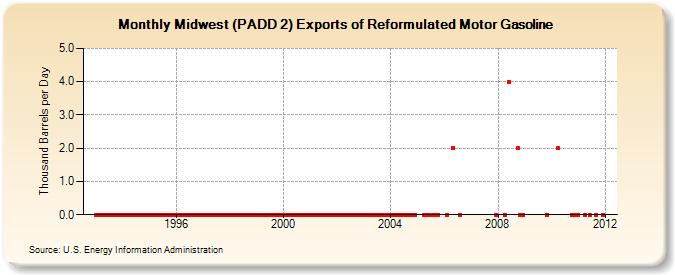 Monthly Midwest (PADD 2) Exports of Reformulated Motor Gasoline
Thousand Barrels per Day
5.0
4.0
3.0
2.0
1.0
0.0
1996 2000 2004 2008 2012
Source: U.S. Energy Information Administration